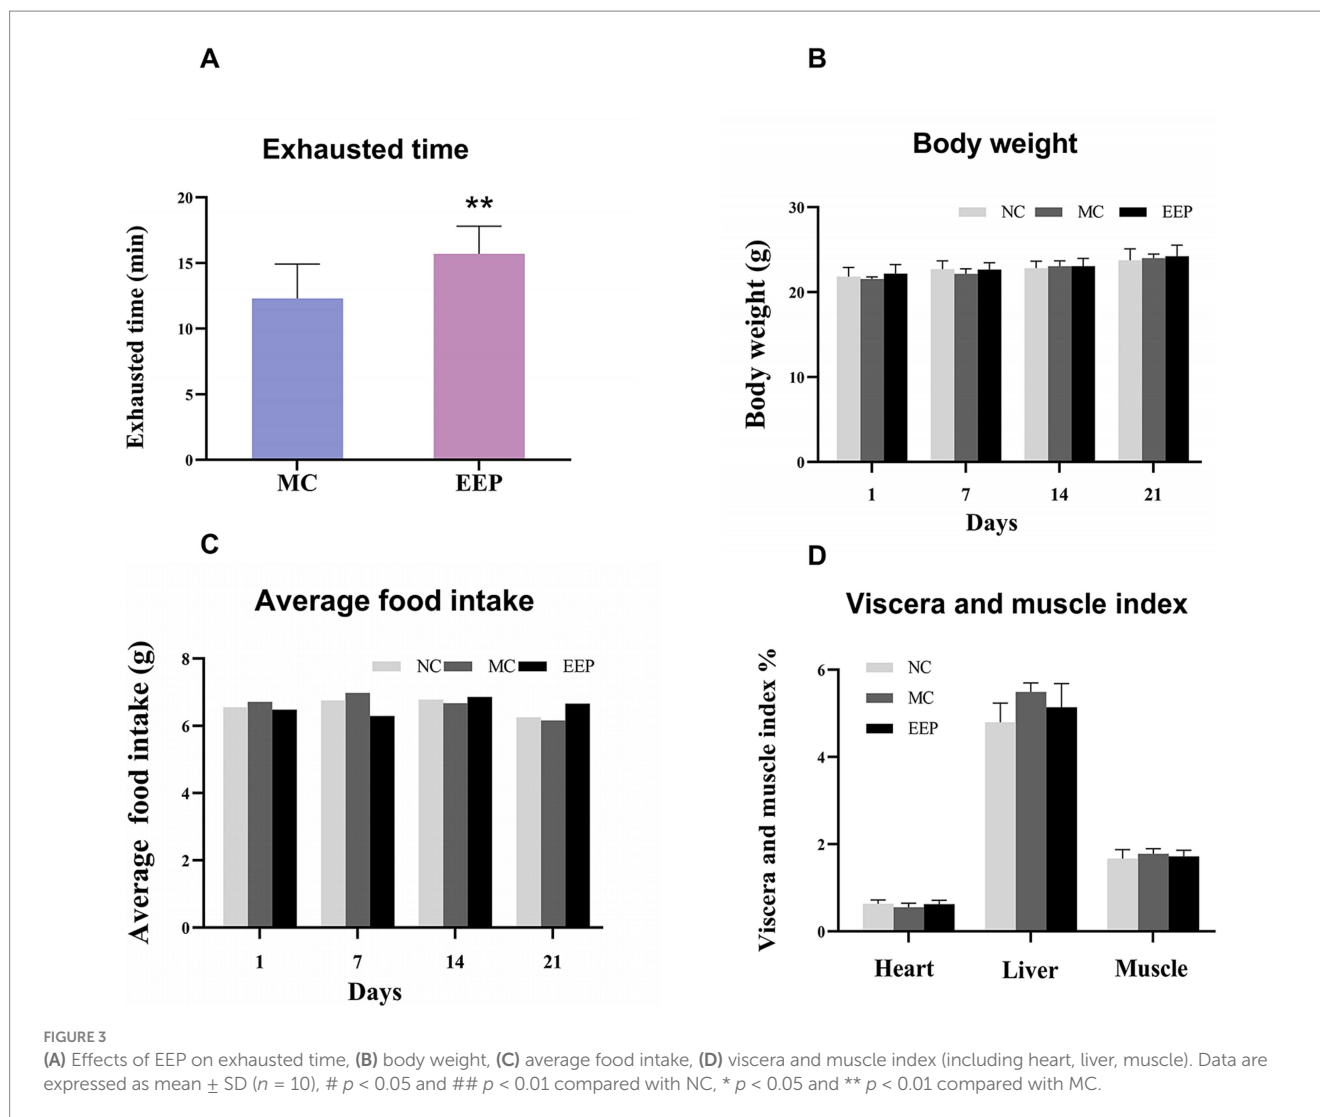 A
Exhausted time
Exhausted time (min)
20
15
10
5
0
**
MC
EEP
B
Body weight
Body weight (g)
30
20
10
0
NC
MC
EEP
1
7
14
21
Days
C
Average food intake
Average food intake (g)
8
6
4
2
0
NC
MC
EEP
1
7
14
21
Days
D
Viscera and muscle index
Viscera and muscle index %
6
4
2
0
NC
MC
EEP
Heart
Liver
Muscle
FIGURE 3
(A) Effects of EEP on exhausted time, (B) body weight, (C) average food intake, (D) viscera and muscle index (including heart, liver, muscle). Data are
expressed as mean ± SD (n = 10), # p < 0.05 and ## p < 0.01 compared with NC, * p < 0.05 and ** p < 0.01 compared with MC.